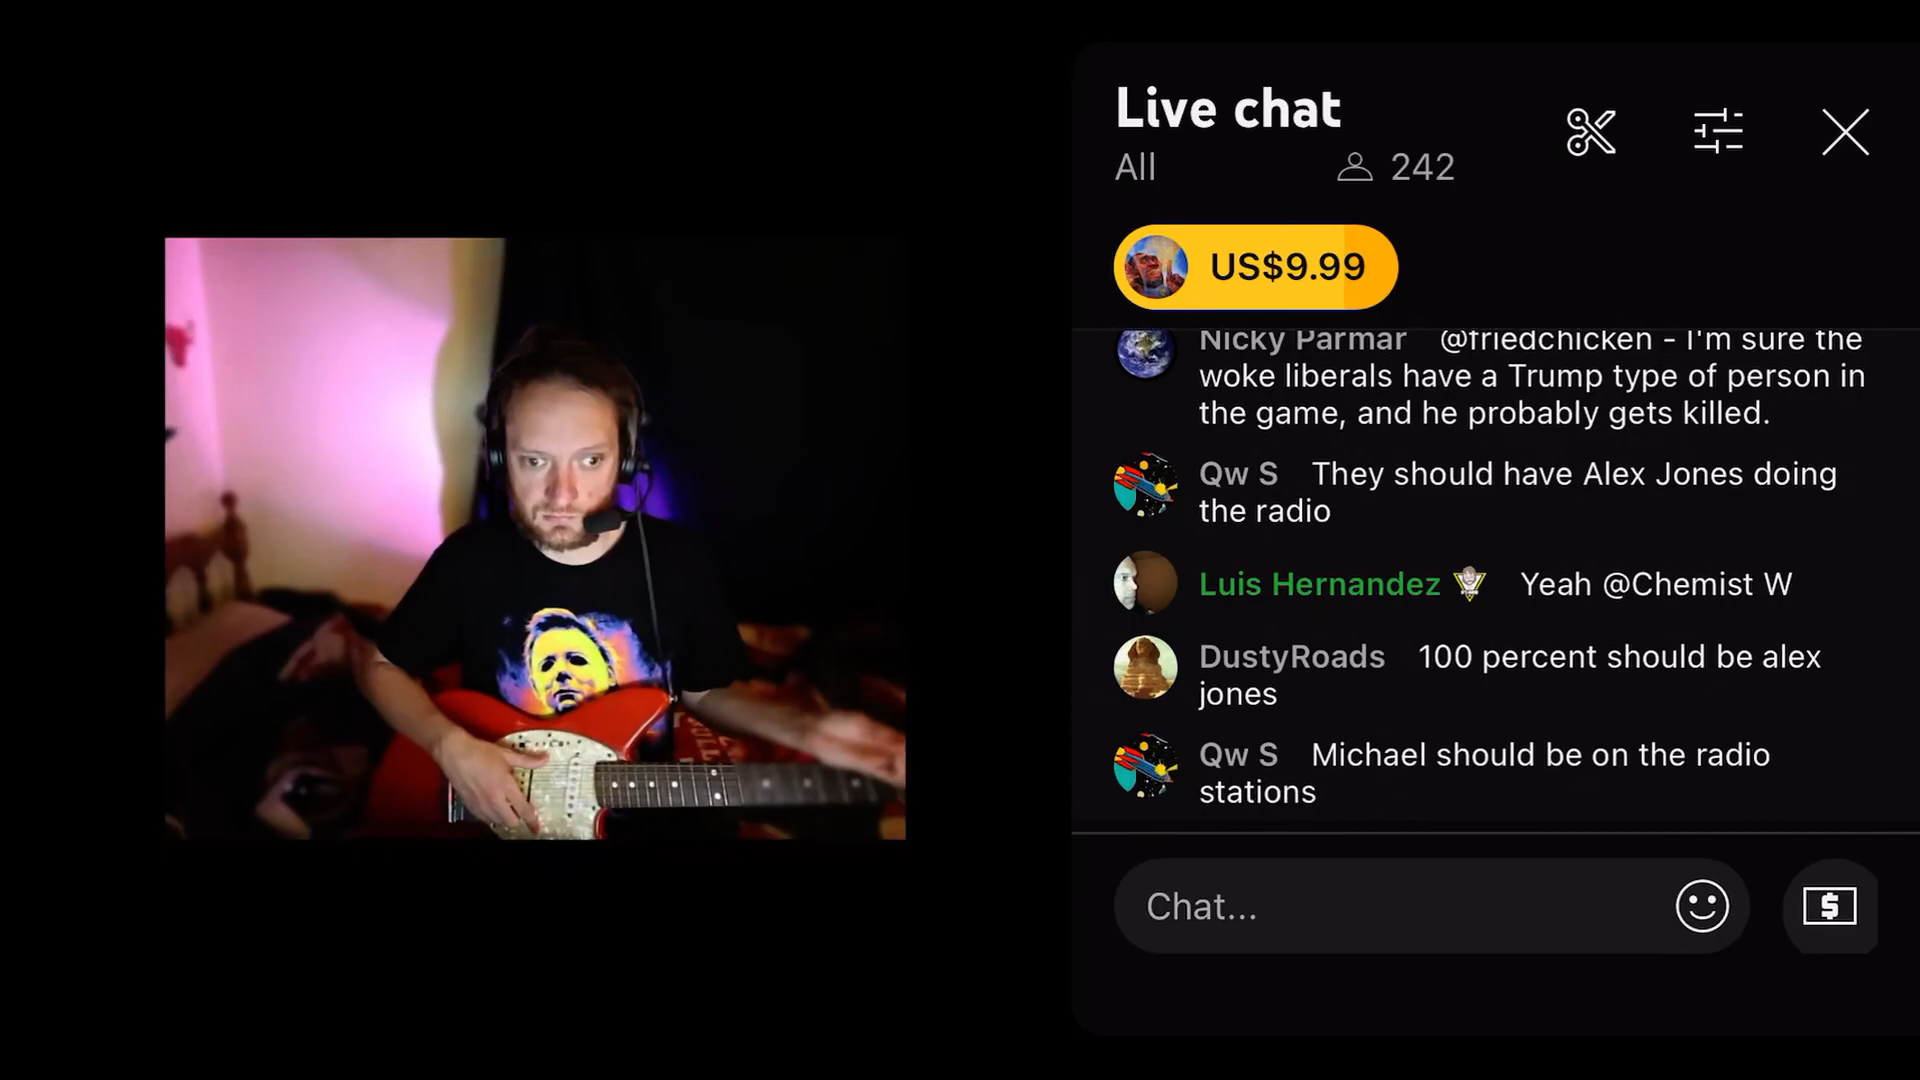 Live chat
All 242
US$9.99
Nicky Parmar @friedchicken - I'm sure the
woke liberals have a Trump type of person in
the game, and he probably gets killed.
Qw S They should have Alex Jones doing
the radio
Luis Hernandez Yeah @Chemist W
DustyRoads 100 percent should be alex
jones
Qw S Michael should be on the radio
stations
Chat...
$